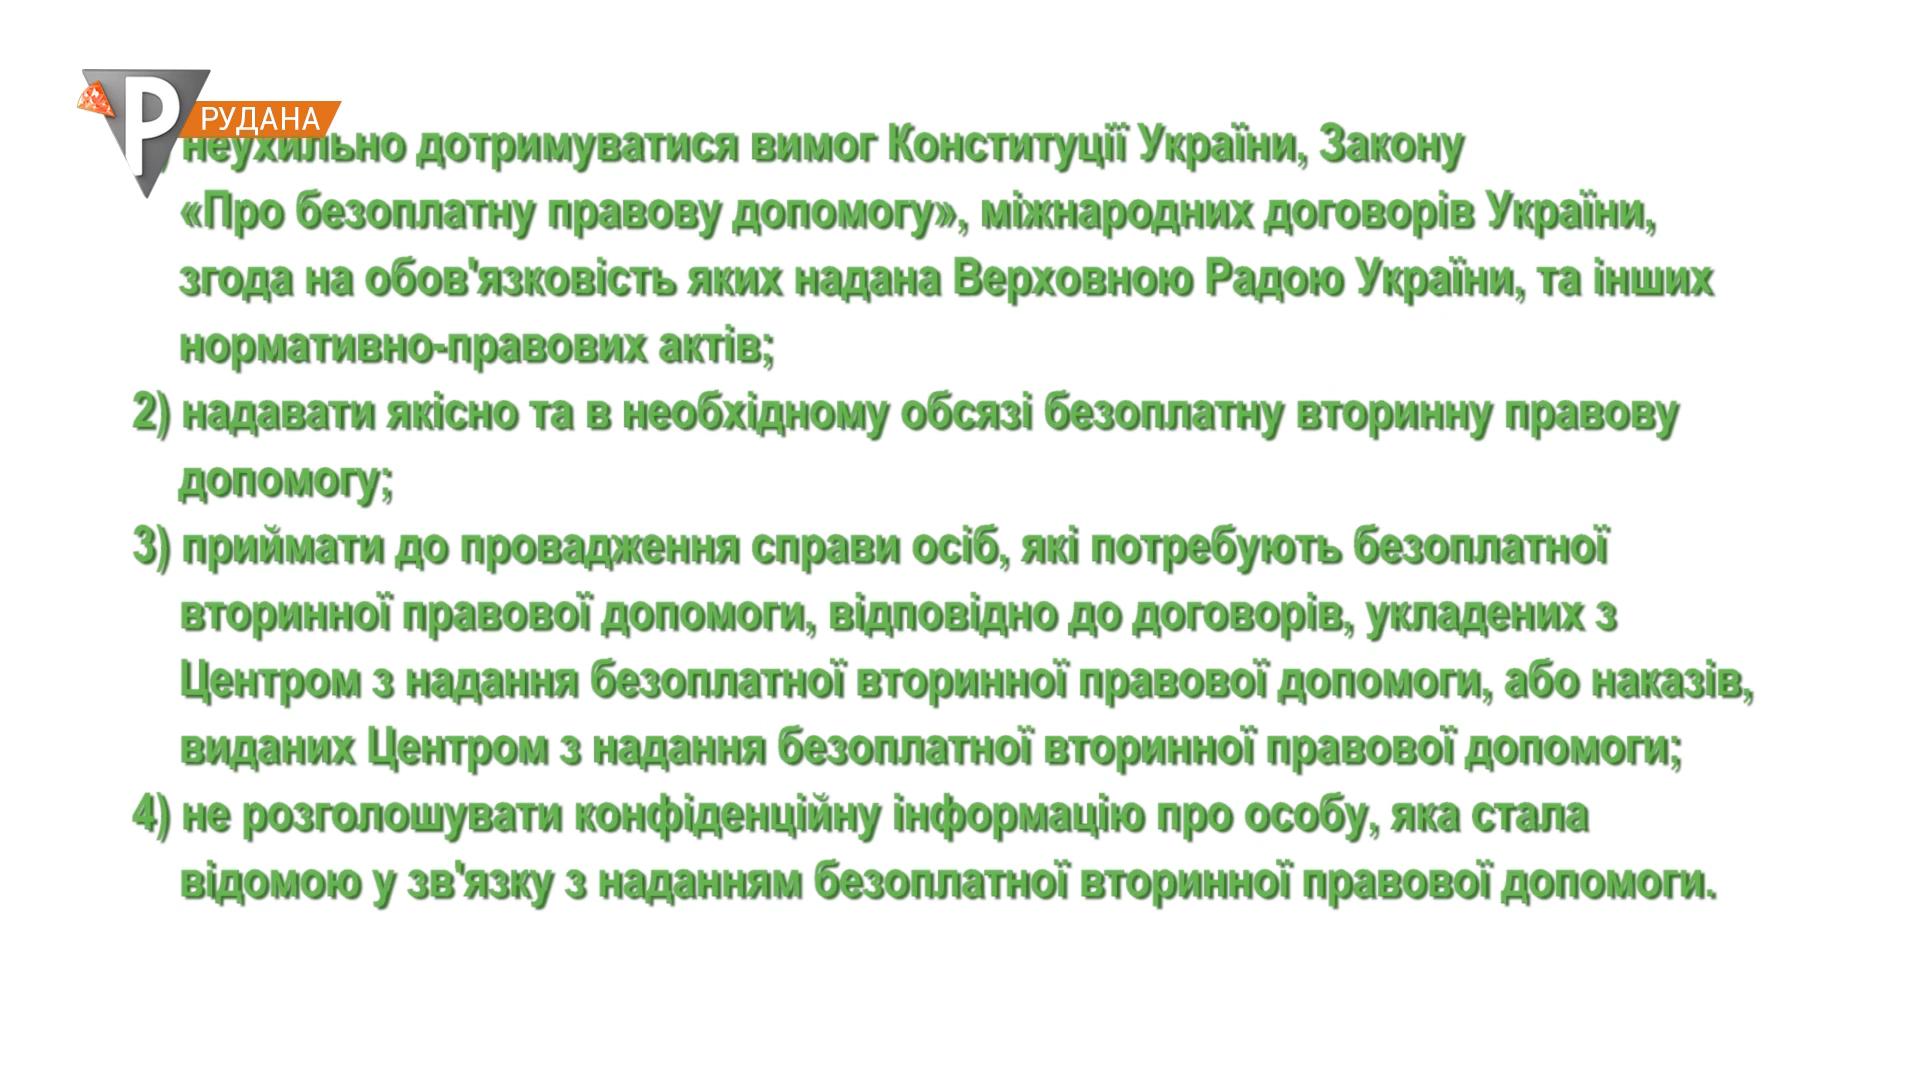 Р РУДАНА
) неухильно дотримуватися вимог Конституції України, Закону
«Про безоплатну правову допомогу», міжнародних договорів України,
згода на обов'язковість яких надана Верховною Радою України, та інших
нормативно-правових актів;
2) надавати якісно та в необхідному обсязі безоплатну вторинну правову
допомогу;
3) приймати до провадження справи осіб, які потребують безоплатної
вторинної правової допомоги, відповідно до договорів, укладених з
Центром з надання безоплатної вторинної правової допомоги, або наказів,
виданих Центром з надання безоплатної вторинної правової допомоги;
4) не розголошувати конфіденційну інформацію про особу, яка стала
відомою у зв'язку з наданням безоплатної вторинної правової допомоги.